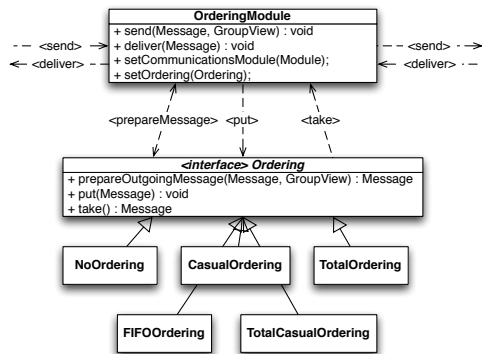 OrderingModule
+ send(Message, GroupView) : void
+ deliver(Message) : void
+ setCommunicationsModule(Module);
+ setOrdering(Ordering);
<send>
<deliver>
<send>
<deliver>
<prepareMessage>
<put>
<take>
<interface> Ordering
+ prepareOutgoingMessage(Message, GroupView) : Message
+ put(Message) : void
+ take() : Message
NoOrdering
CasualOrdering
TotalOrdering
FIFOOrdering
TotalCasualOrdering